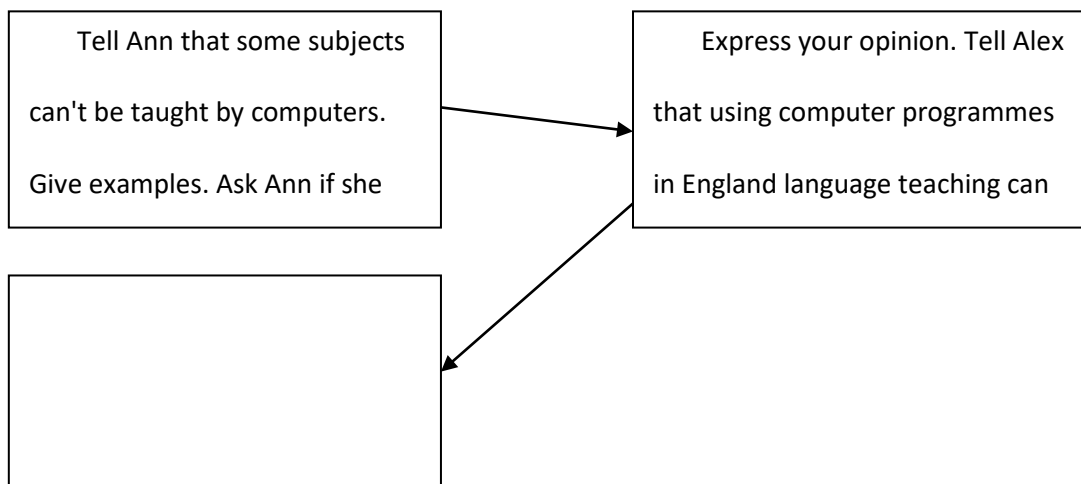 Tell Ann that some subjects
can't be taught by computers.
Give examples. Ask Ann if she
Express your opinion. Tell Alex
that using computer programmes
in England language teaching can